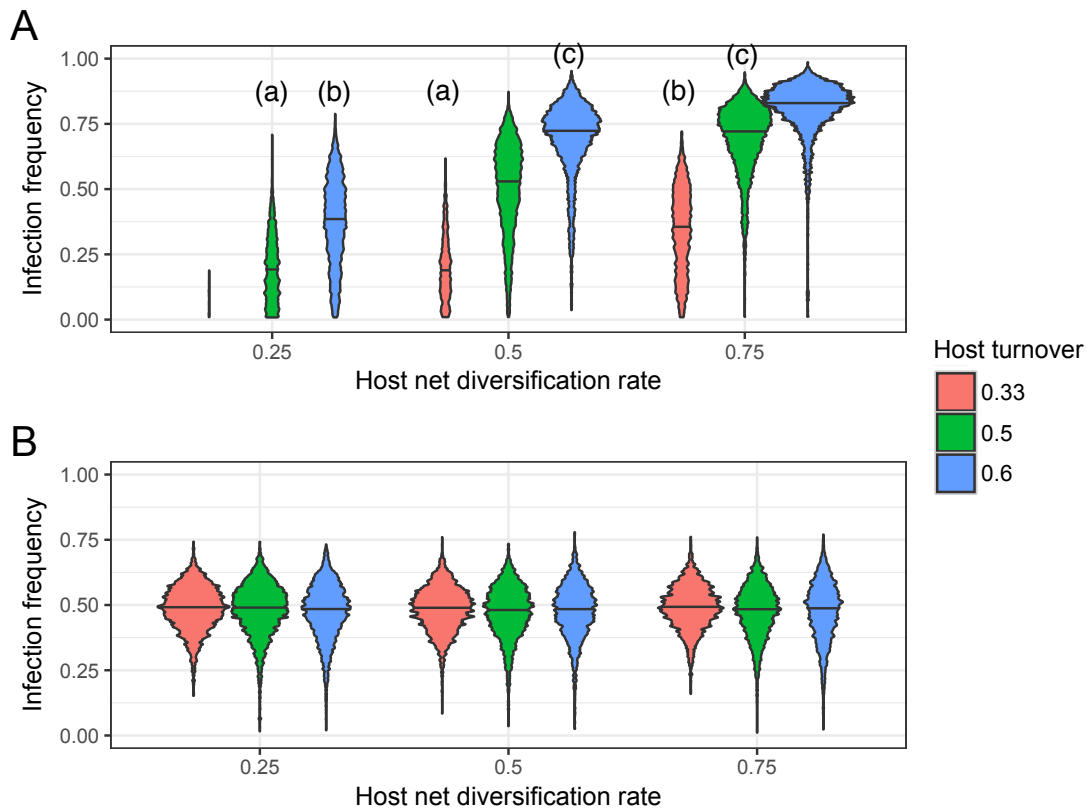 A
Infection frequency
1.00
0.75
0.50
0.25
0.00
(a)
(b)
(a)
(c)
(b)
(c)
0.25
0.5
0.75
Host net diversification rate
Host turnover
0.33
0.5
0.6
B
Infection frequency
1.00
0.75
0.50
0.25
0.00
0.25
0.5
0.75
Host net diversification rate